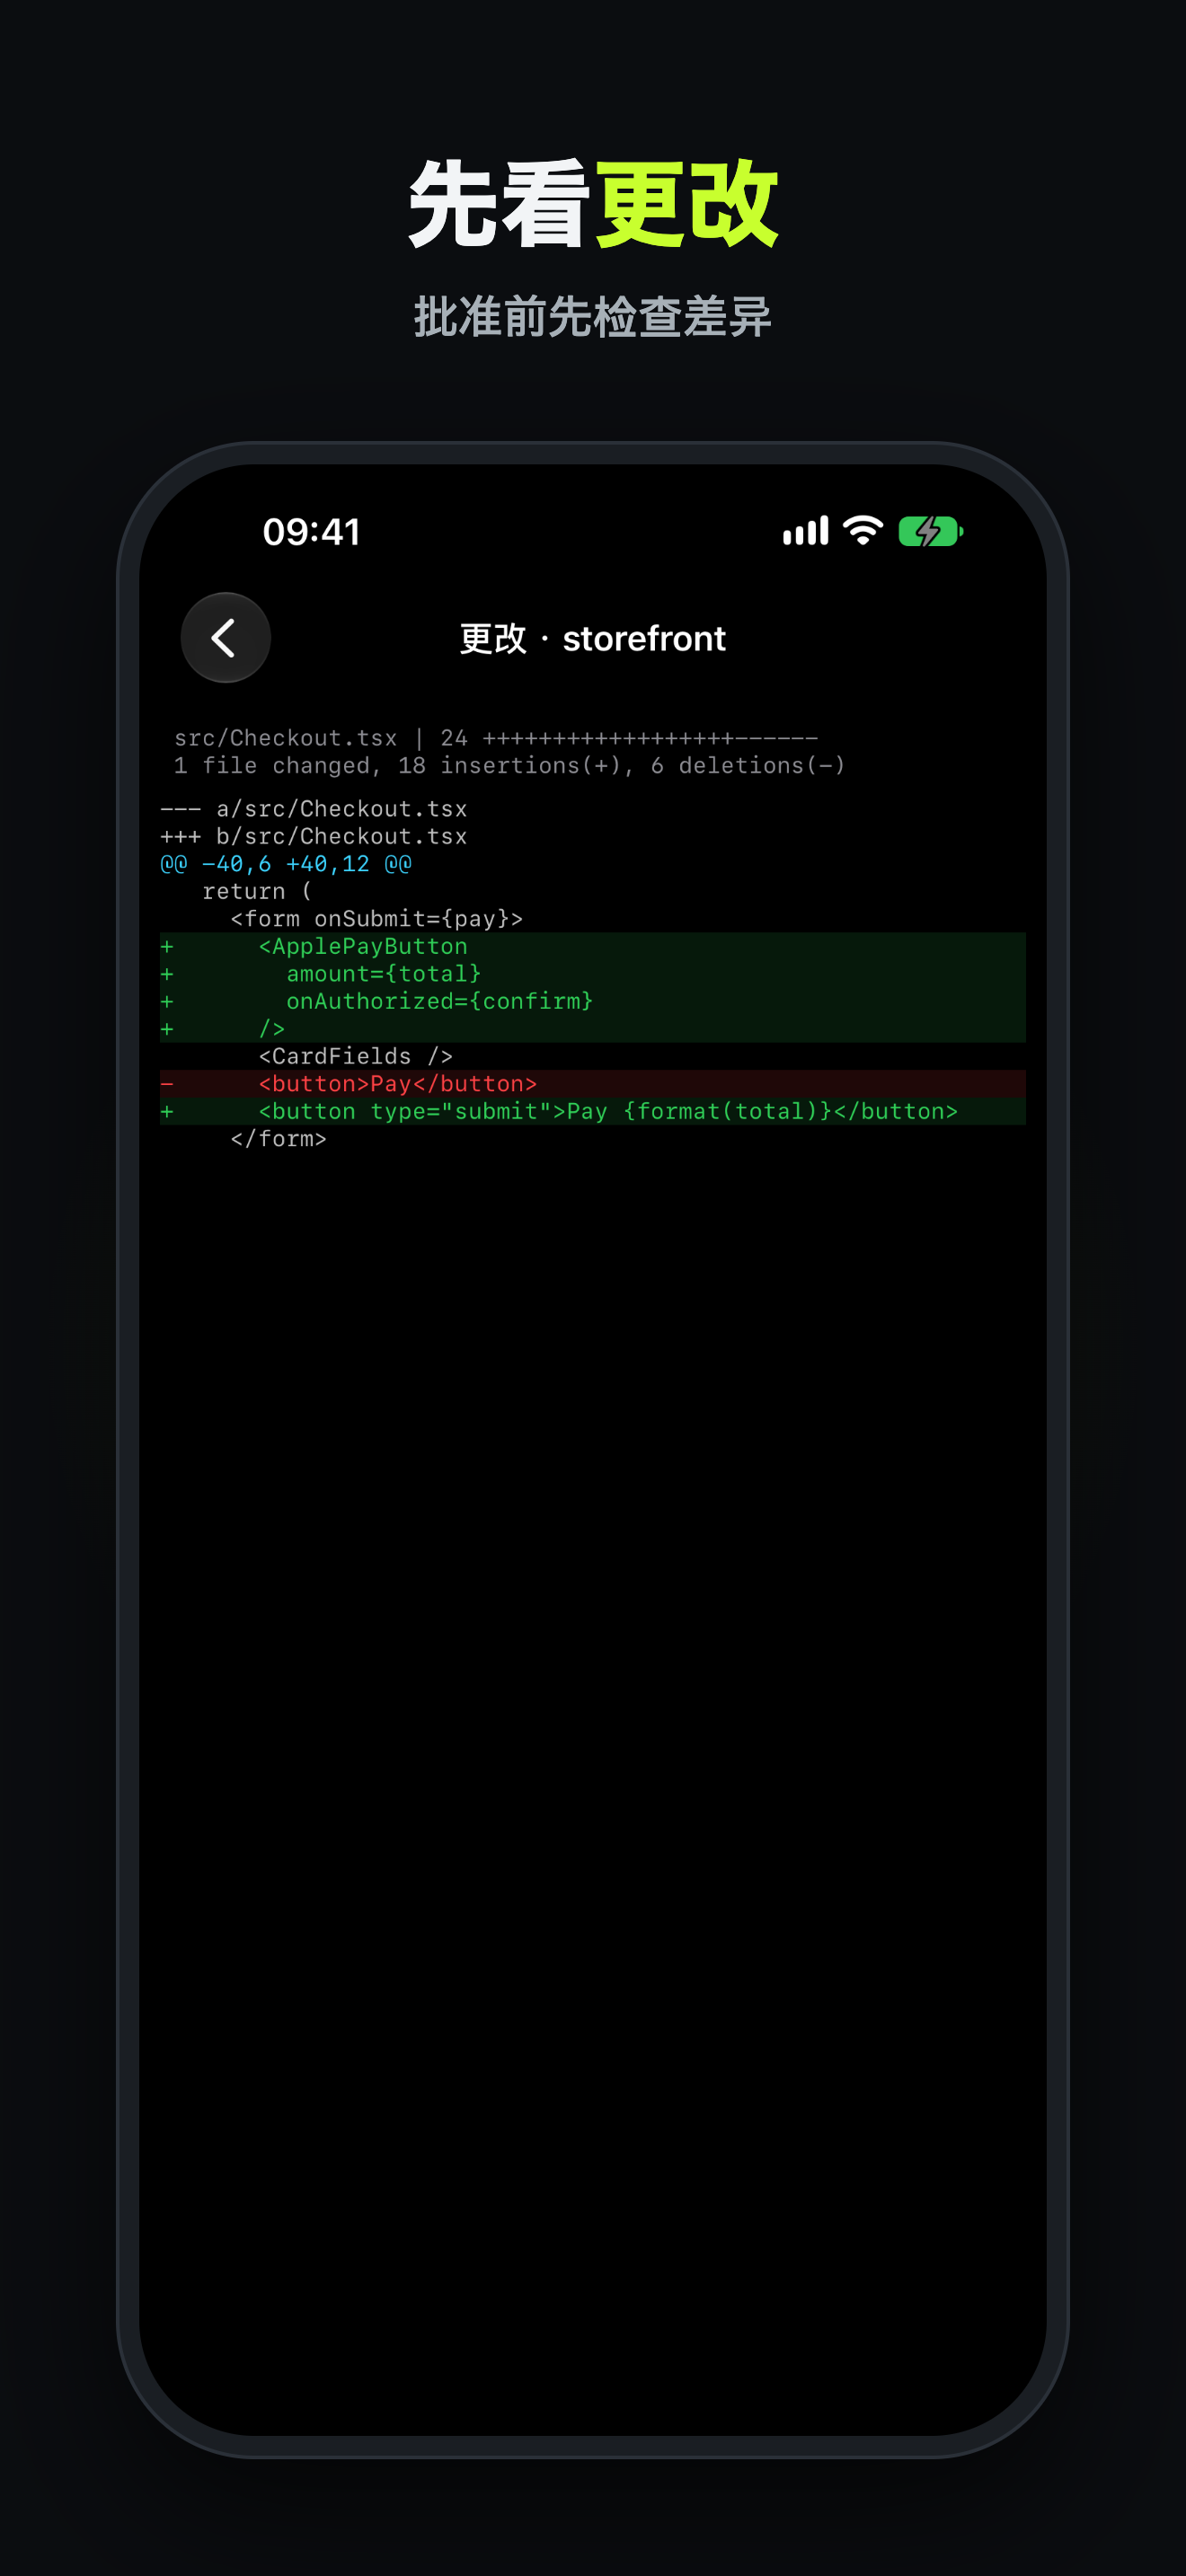 先看更改
批准前先检查差异
09:41
更改 · storefront
src/Checkout.tsx | 24 ++++++++++++++++++------
1 file changed, 18 insertions(+), 6 deletions(-)
--- a/src/Checkout.tsx
+++ b/src/Checkout.tsx
@@ -40,6 +40,12 @@
   return (
     <form onSubmit={pay}>
+      <ApplePayButton
+        amount={total}
+        onAuthorized={confirm}
+      />
       <CardFields />
-      <button>Pay</button>
+      <button type="submit">Pay {format(total)}</button>
     </form>